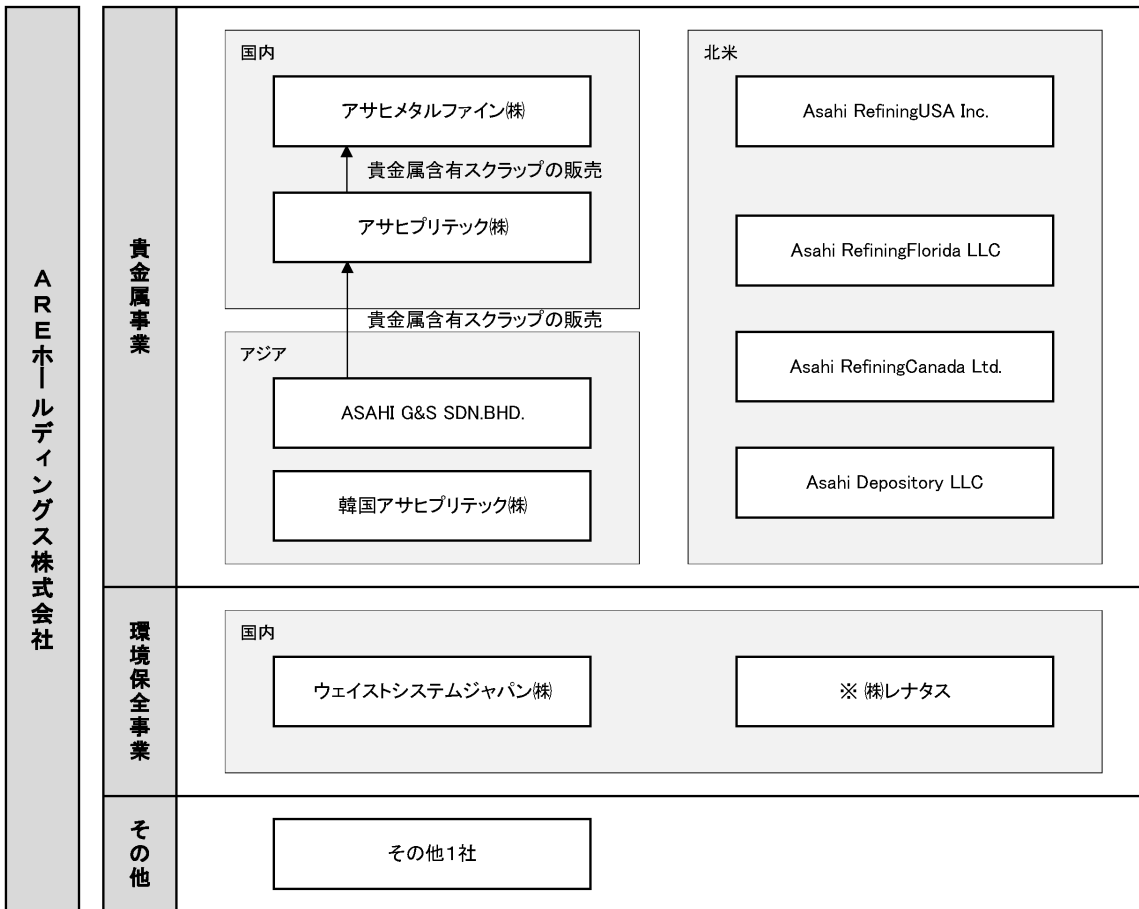 AREホールディングス株式会社
貴金属事業
国内
アサヒメタルファイン㈱
貴金属含有スクラップの販売
アサヒプリテック㈱
貴金属含有スクラップの販売
アジア
ASAHI G&S SDN.BHD.
韓国アサヒプリテック㈱
北米
Asahi RefiningUSA Inc.
Asahi RefiningFlorida LLC
Asahi RefiningCanada Ltd.
Asahi Depository LLC
環境保全事業
国内
ウェイストシステムジャパン㈱
※ ㈱レナタス
その他
その他1社